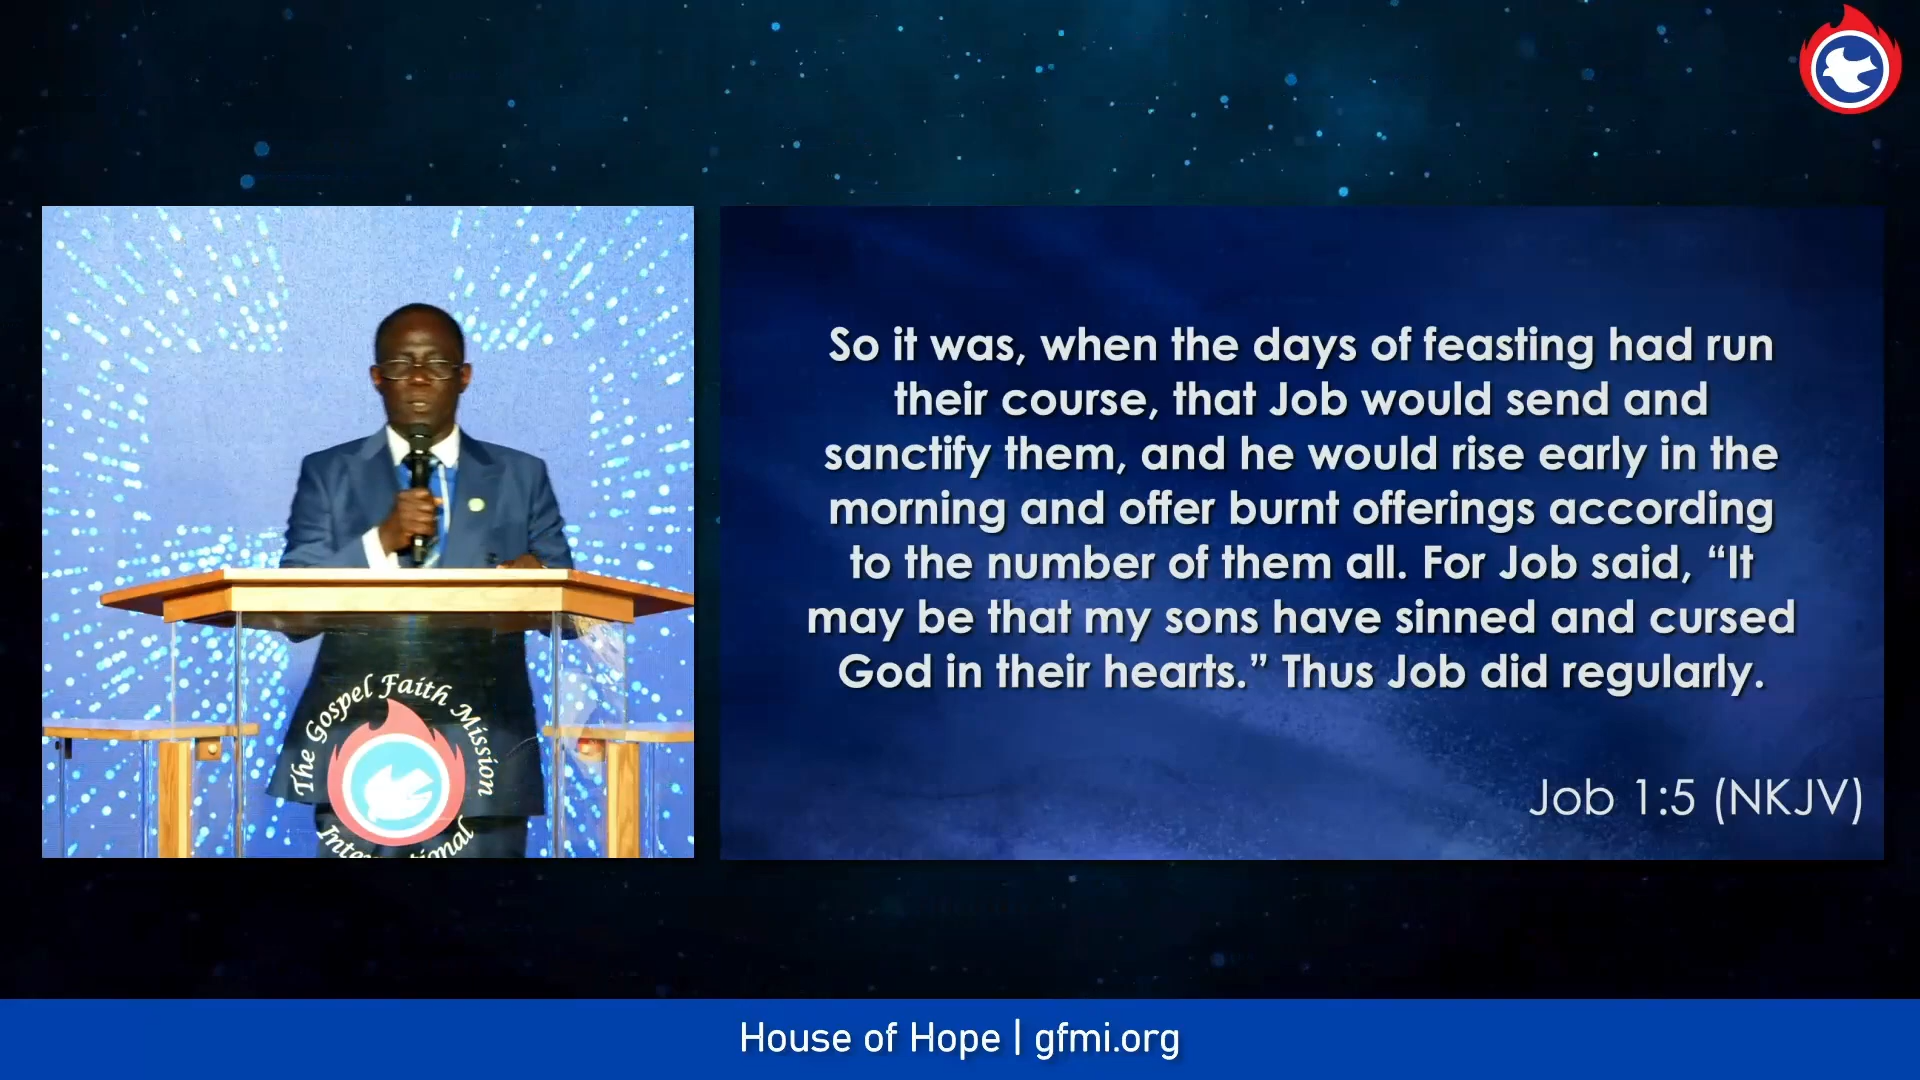 So it was, when the days of feasting had run
their course, that Job would send and
sanctify them, and he would rise early in the
morning and offer burnt offerings according
to the number of them all. For Job said, “It
may be that my sons have sinned and cursed
God in their hearts.” Thus Job did regularly.
Job 1:5 (NKJV)
The Gospel Faith Mission
International
House of Hope | gfmi.org